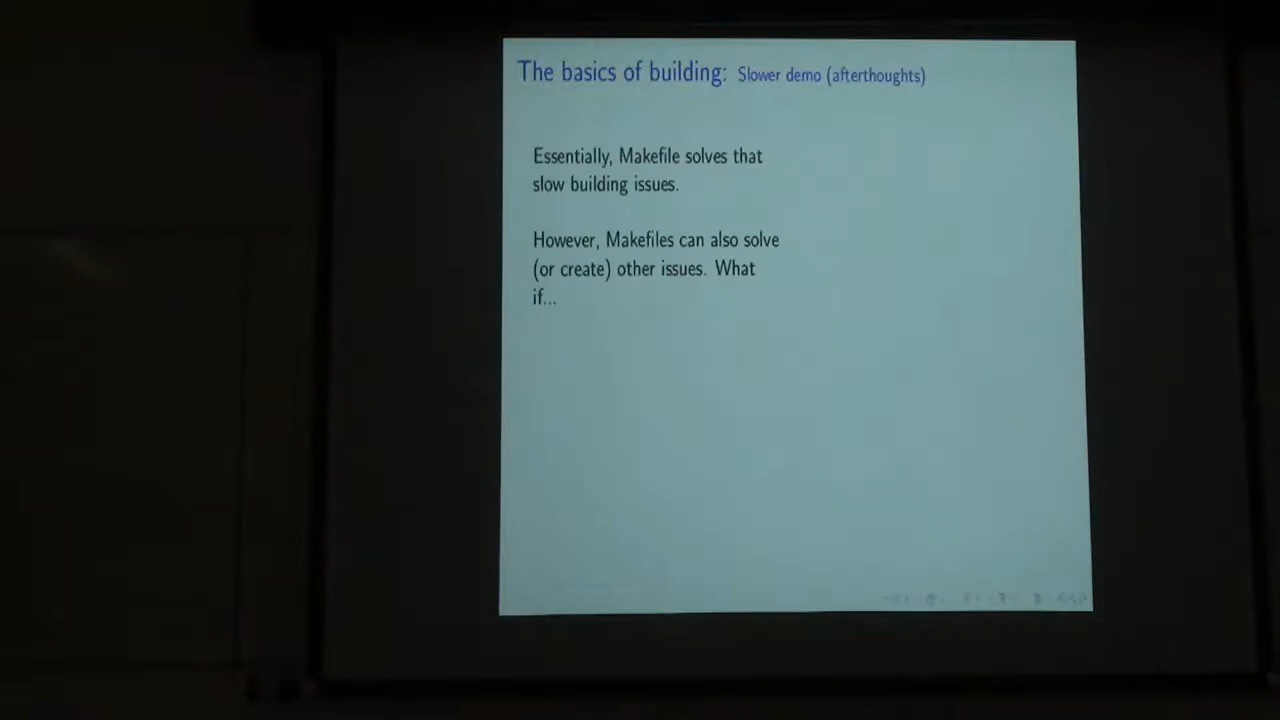 The basics of building: Slower demo (afterthoughts)
Essentially, Makefile solves that
slow building issues.
However, Makefiles can also solve
(or create) other issues. What
if...